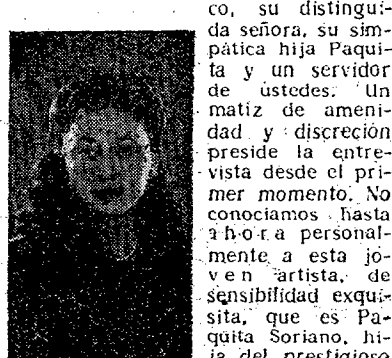 co, su distingui-
da señora, su sim-
pática hija Paqui-
ta y un servidor
de ustedes. Un
matiz de ameni-
dad y discreción
preside la entre-
vista desde el pri-
mer momento. No
conocíamos hasta
ahora personal-
mente a esta jo-
ven artista, de
sensibilidad exqui-
sita, que es Pa-
quita Soriano, hi-
ja del prestigioso